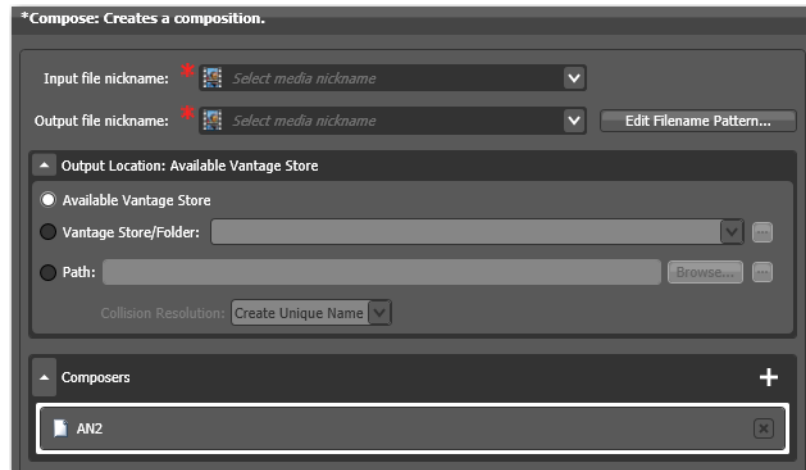 *Compose: Creates a composition.
Input file nickname: * Select media nickname
Output file nickname: * Select media nickname Edit Filename Pattern...
Output Location: Available Vantage Store
Available Vantage Store
Vantage Store/Folder: ...
Path: Browse... ...
Collision Resolution: Create Unique Name
Composers +
AN2